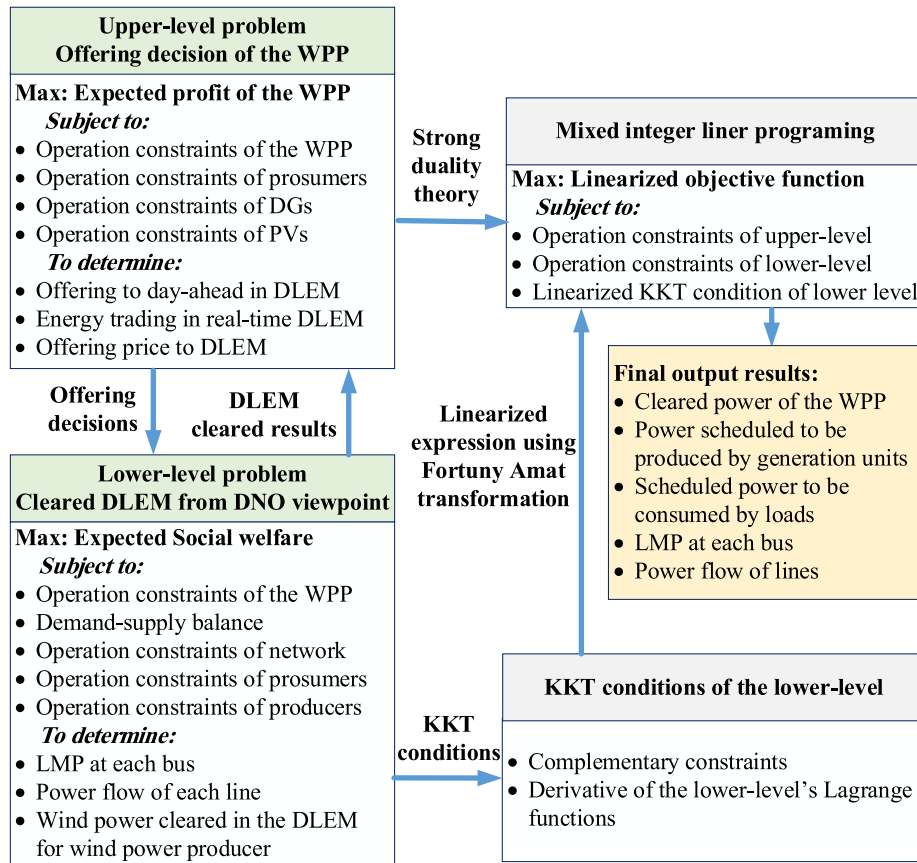 Upper-level problem
Offering decision of the WPP
Max: Expected profit of the WPP
Subject to:
• Operation constraints of the WPP
• Operation constraints of prosumers
• Operation constraints of DGs
• Operation constraints of PVs
To determine:
• Offering to day-ahead in DLEM
• Energy trading in real-time DLEM
• Offering price to DLEM
Strong
duality
theory
Mixed integer liner programing
Max: Linearized objective function
Subject to:
• Operation constraints of upper-level
• Operation constraints of lower-level
• Linearized KKT condition of lower level
Offering
decisions
DLEM
cleared results
Linearized
expression using
Fortuny Amat
transformation
Final output results:
• Cleared power of the WPP
• Power scheduled to be
produced by generation units
• Scheduled power to be
consumed by loads
• LMP at each bus
• Power flow of lines
Lower-level problem
Cleared DLEM from DNO viewpoint
Max: Expected Social welfare
Subject to:
• Operation constraints of the WPP
• Demand-supply balance
• Operation constraints of network
• Operation constraints of prosumers
• Operation constraints of producers
To determine:
• LMP at each bus
• Power flow of each line
• Wind power cleared in the DLEM
for wind power producer
KKT
conditions
KKT conditions of the lower-level
• Complementary constraints
• Derivative of the lower-level’s Lagrange
functions